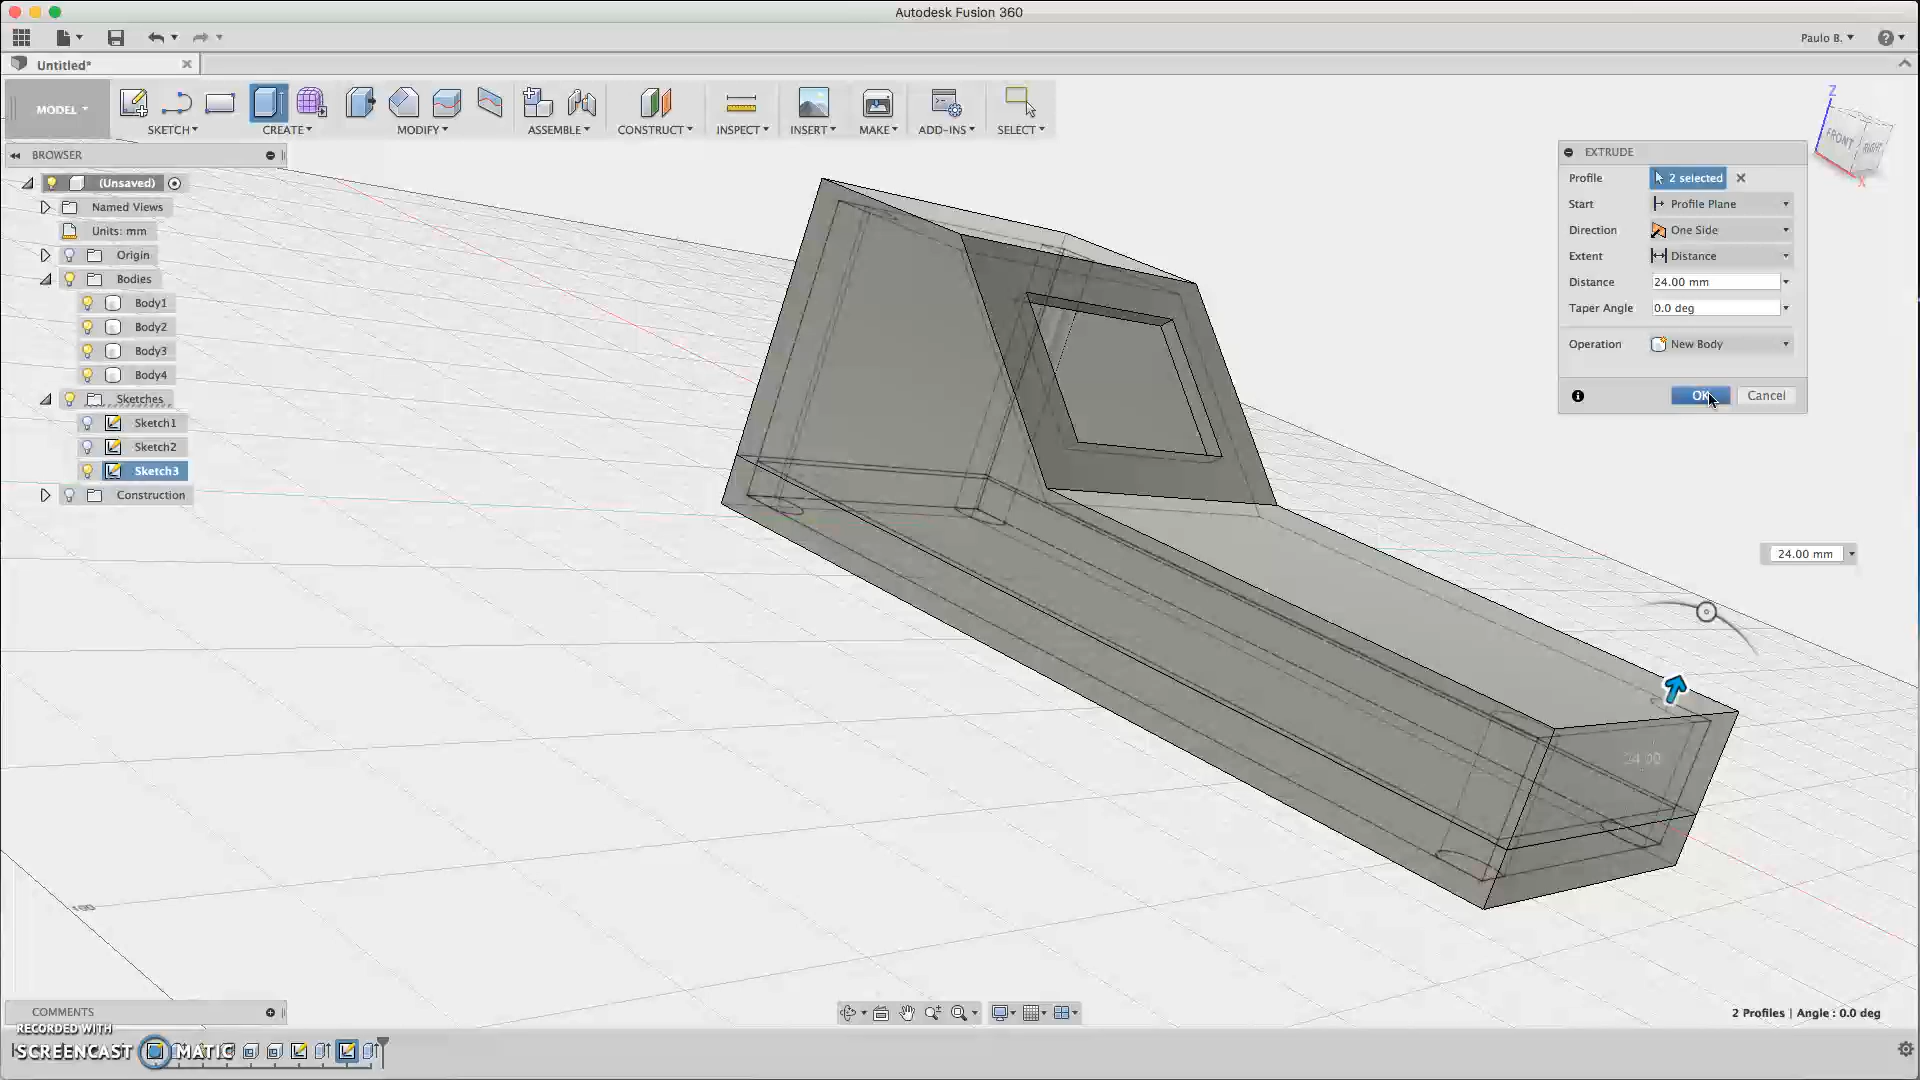 Autodesk Fusion 360
Paulo B.
Untitled*
MODEL
SKETCH
CREATE
MODIFY
ASSEMBLE
CONSTRUCT
INSPECT
INSERT
MAKE
ADD-INS
SELECT
Z
FRONT
RIGHT
X
BROWSER
(Unsaved)
Named Views
Units: mm
Origin
Bodies
Body1
Body2
Body3
Body4
Sketches
Sketch1
Sketch2
Sketch3
Construction
EXTRUDE
Profile 2 selected
Start Profile Plane
Direction One Side
Extent Distance
Distance 24.00 mm
Taper Angle 0.0 deg
Operation New Body
OK Cancel
24.00 mm
24.00
100
COMMENTS
2 Profiles | Angle : 0.0 deg
RECORDED WITH
SCREENCAST MATIC